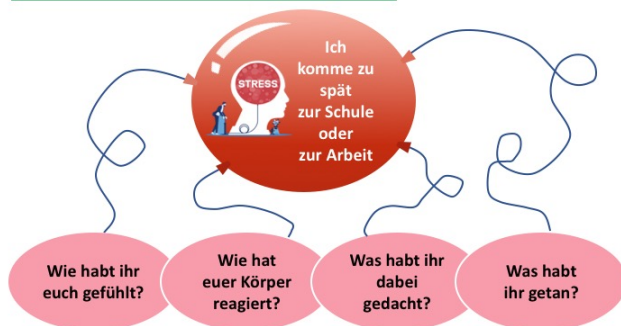 Ich
komme zu
spät
zur Schule
oder
zur Arbeit
STRESS
Wie habt ihr
euch gefühlt?
Wie hat
euer Körper
reagiert?
Was habt ihr
dabei
gedacht?
Was habt
ihr getan?